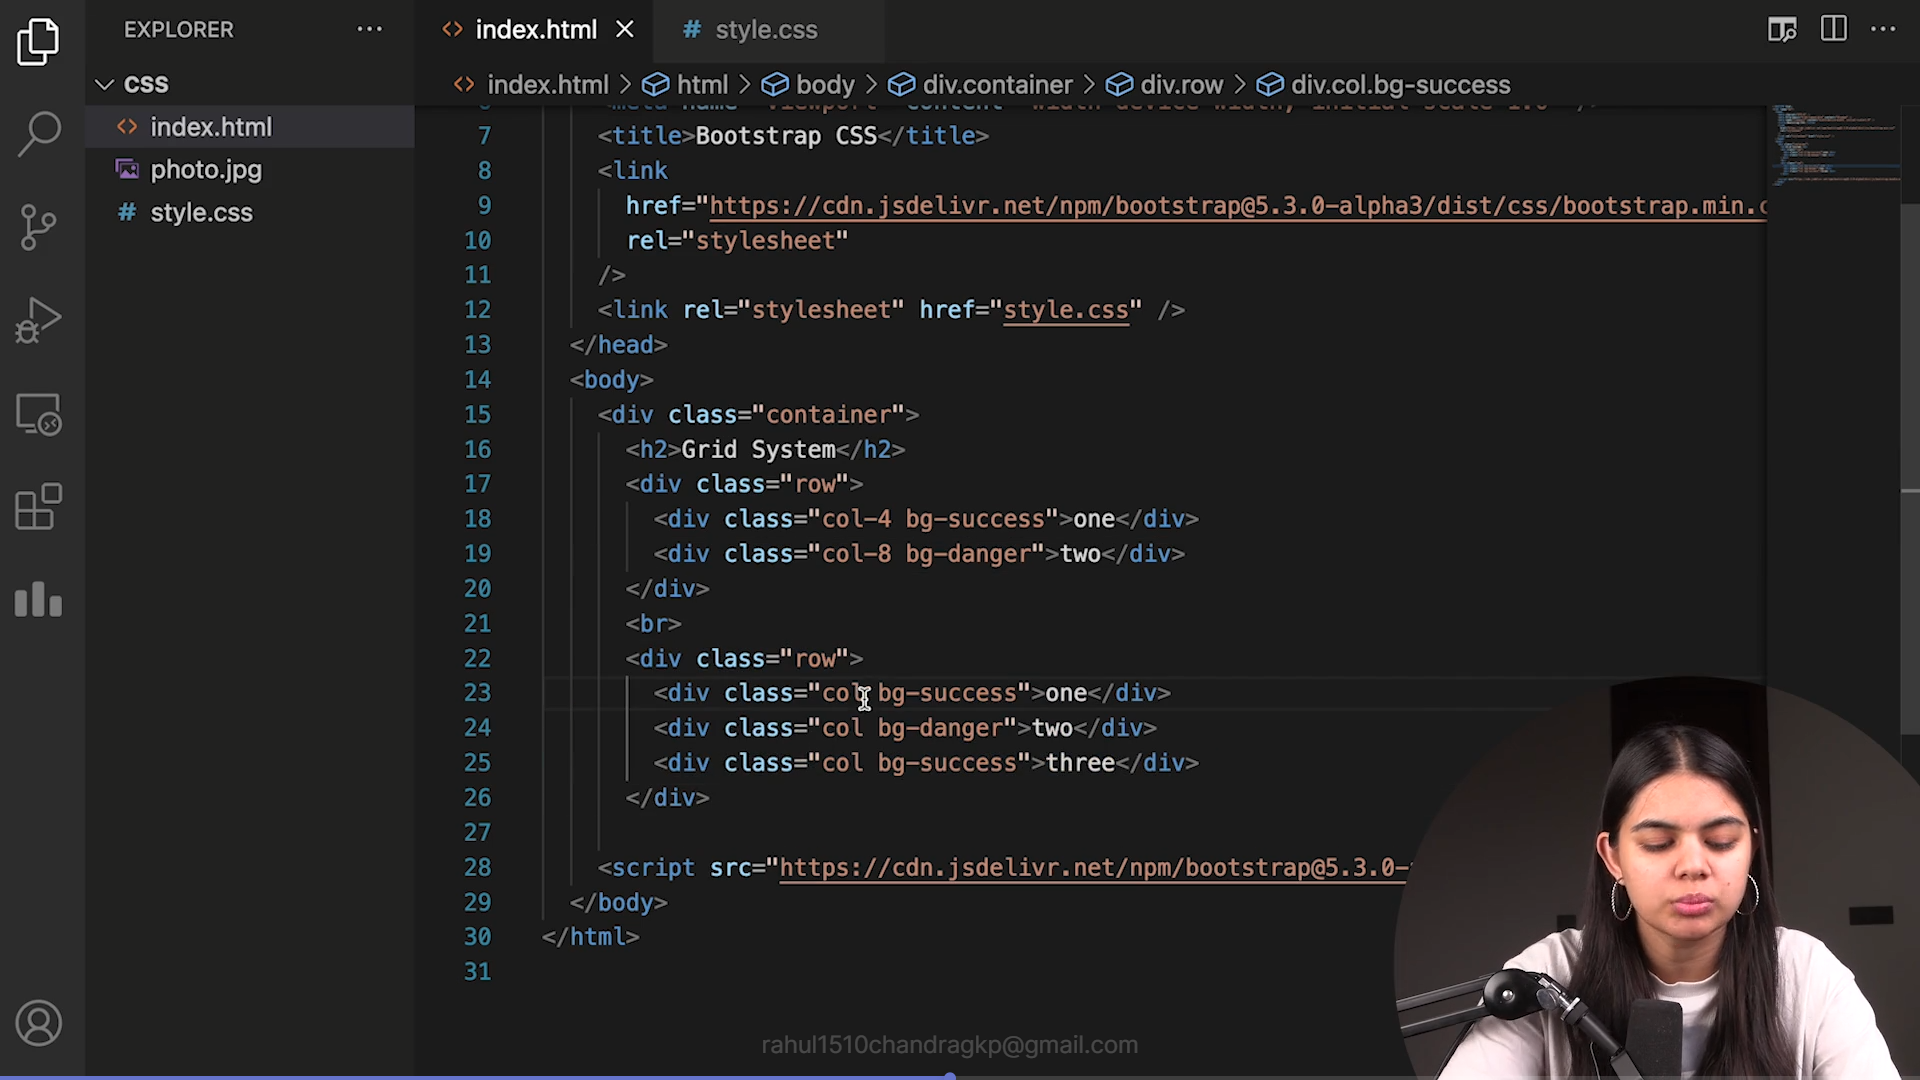 EXPLORER
CSS
index.html
photo.jpg
style.css
index.html
style.css
index.html > html > body > div.container > div.row > div.col.bg-success
7 <title>Bootstrap CSS</title>
8 <link
9 href="https://cdn.jsdelivr.net/npm/bootstrap@5.3.0-alpha3/dist/css/bootstrap.min.c
10 rel="stylesheet"
11 />
12 <link rel="stylesheet" href="style.css" />
13 </head>
14 <body>
15 <div class="container">
16 <h2>Grid System</h2>
17 <div class="row">
18 <div class="col-4 bg-success">one</div>
19 <div class="col-8 bg-danger">two</div>
20 </div>
21 <br>
22 <div class="row">
23 <div class="col bg-success">one</div>
24 <div class="col bg-danger">two</div>
25 <div class="col bg-success">three</div>
26 </div>
27
28 <script src="https://cdn.jsdelivr.net/npm/bootstrap@5.3.0-
29 </body>
30 </html>
31
rahul1510chandragkp@gmail.com